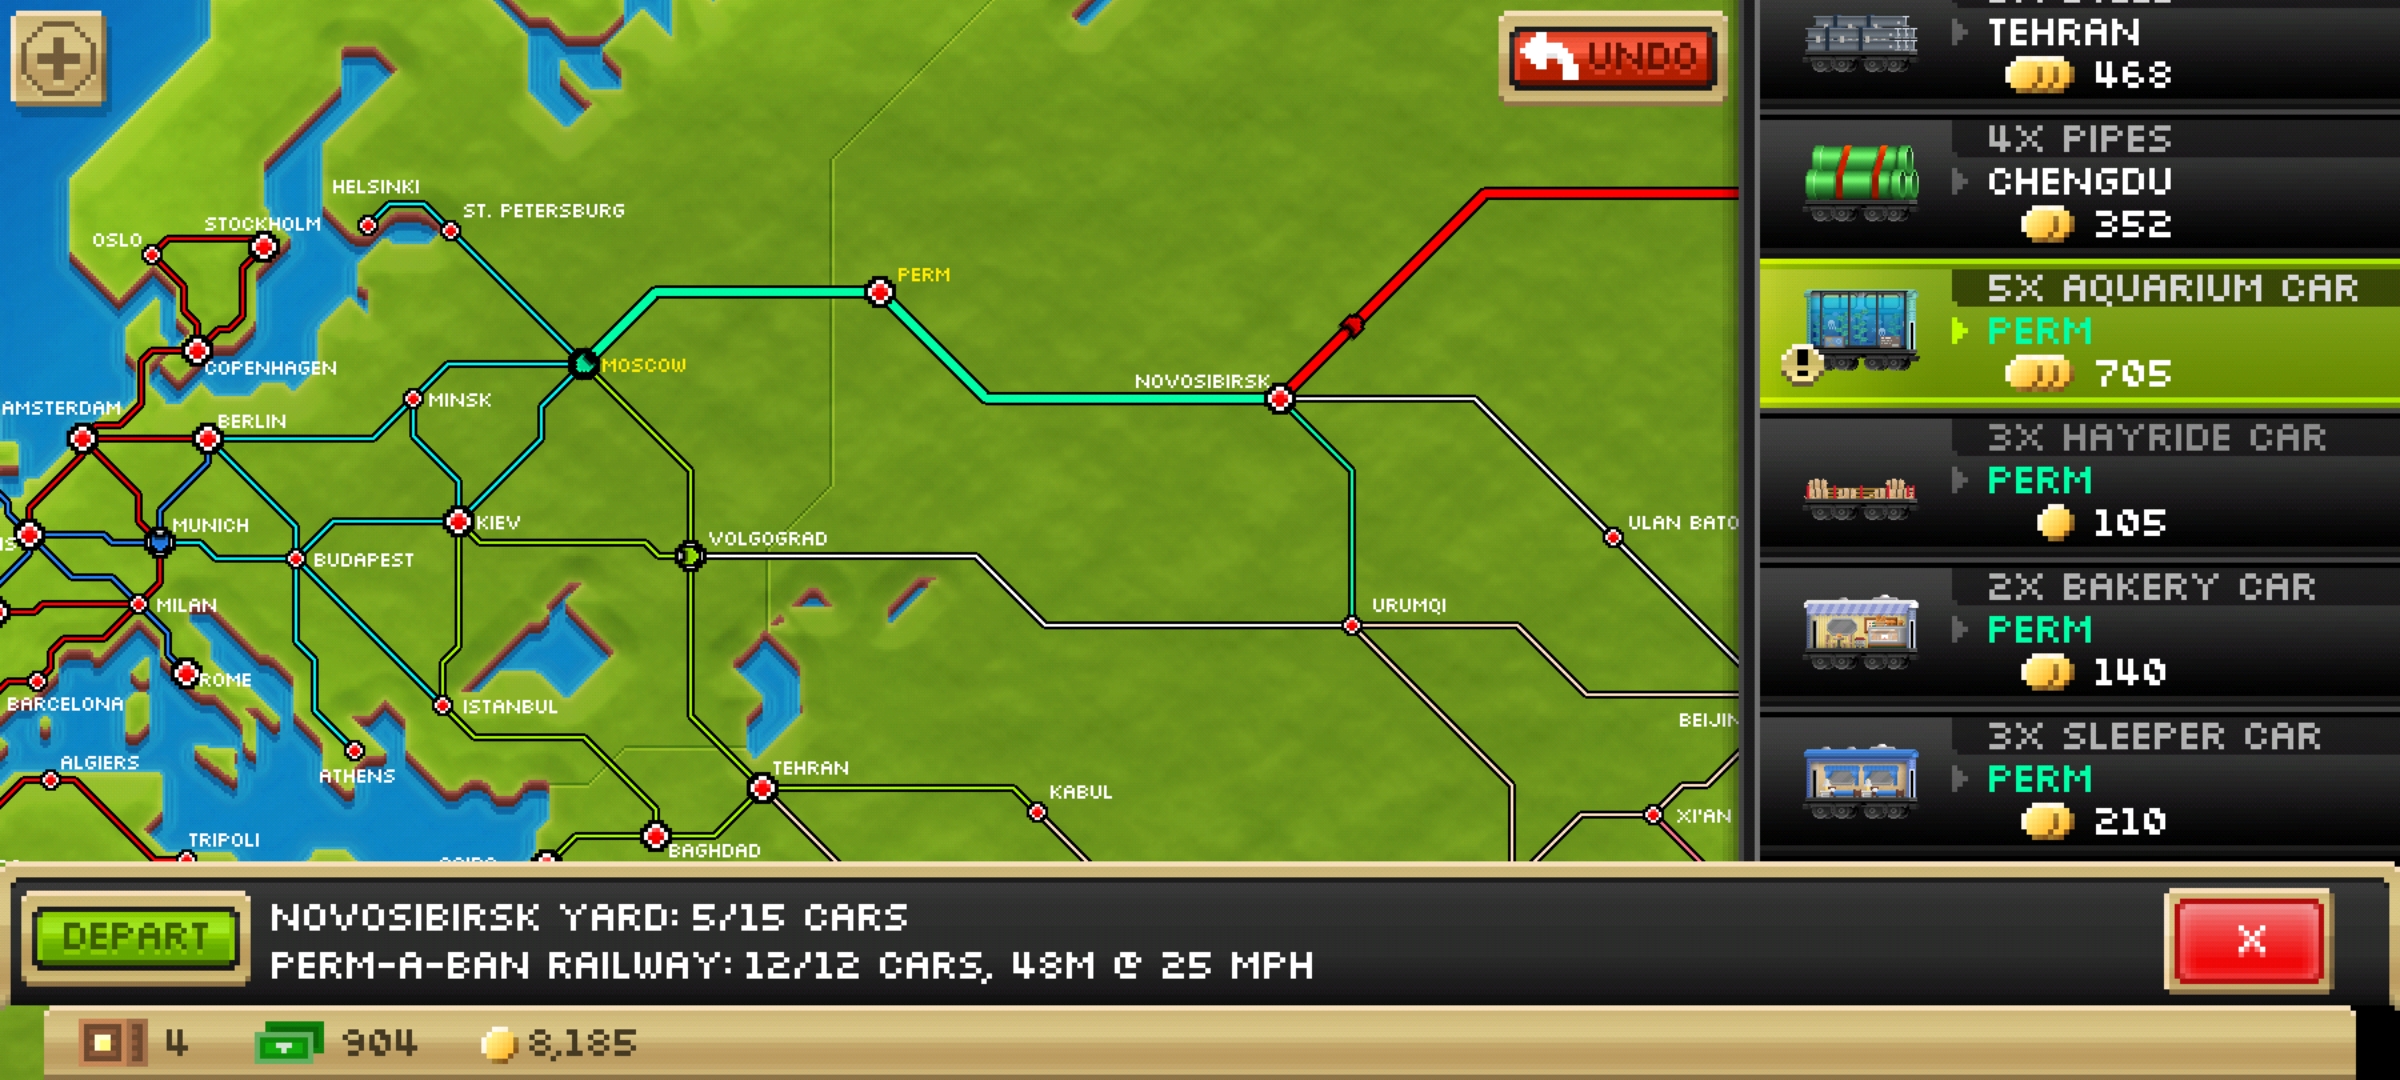 UNDO
HELSINKI
ST. PETERSBURG
STOCKHOLM
OSLO
PERM
COPENHAGEN
MOSCOW
NOVOSIBIRSK
AMSTERDAM
MINSK
BERLIN
MUNICH
KIEV
ULAN BATO
VOLGOGRAD
BUDAPEST
MILAN
URUMQI
ROME
BARCELONA
ISTANBUL
BEIJIN
ALGIERS
ATHENS
TEHRAN
KABUL
XI'AN
TRIPOLI
BAGHDAD
TEHRAN
468
4X PIPES
CHENGDU
352
5X AQUARIUM CAR
PERM
705
3X HAYRIDE CAR
PERM
105
2X BAKERY CAR
PERM
140
3X SLEEPER CAR
PERM
210
DEPART
NOVOSIBIRSK YARD: 5/15 CARS
PERM-A-BAN RAILWAY: 12/12 CARS, 48M @ 25 MPH
X
4
904
8,185